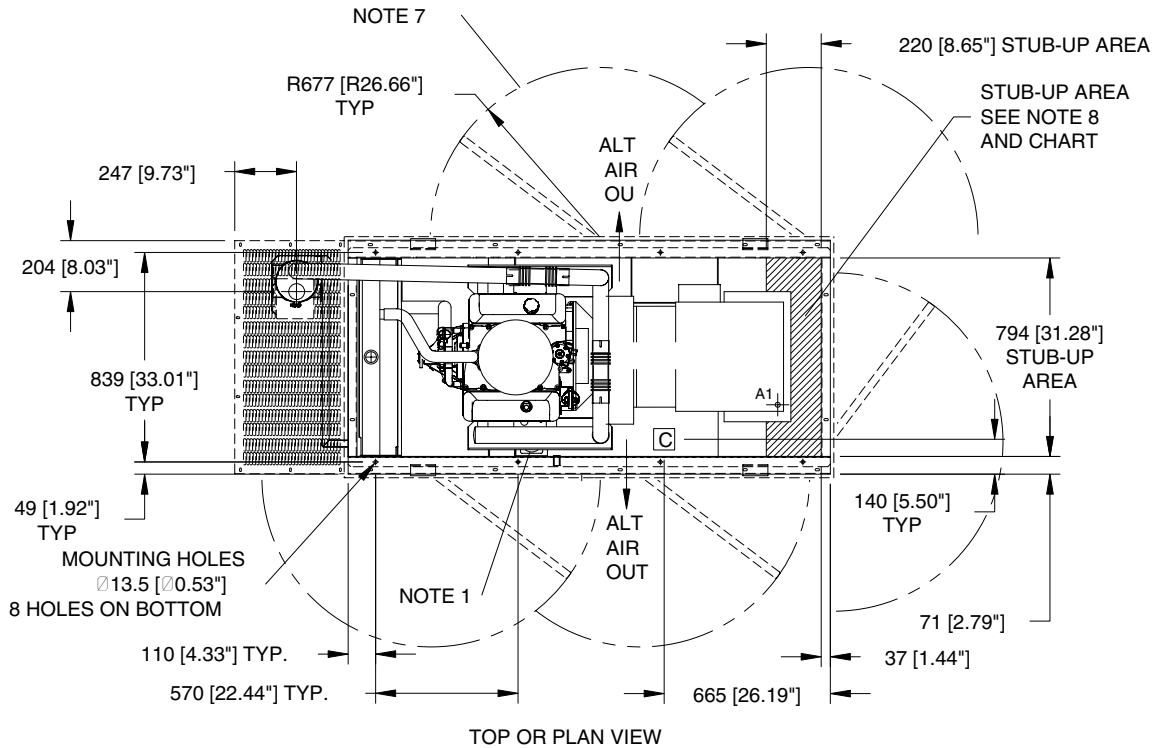 NOTE 7
220 [8.65"] STUB-UP AREA
R677 [R26.66"]
TYP
STUB-UP AREA
SEE NOTE 8
AND CHART
ALT
AIR
OU
247 [9.73"]
204 [8.03"]
839 [33.01"]
TYP
794 [31.28"]
STUB-UP
AREA
A1
C
49 [1.92"]
TYP
140 [5.50"]
TYP
ALT
AIR
OUT
MOUNTING HOLES
∅13.5 [∅0.53"]
8 HOLES ON BOTTOM
NOTE 1
71 [2.79"]
110 [4.33"] TYP.
37 [1.44"]
570 [22.44"] TYP.
665 [26.19"]
TOP OR PLAN VIEW